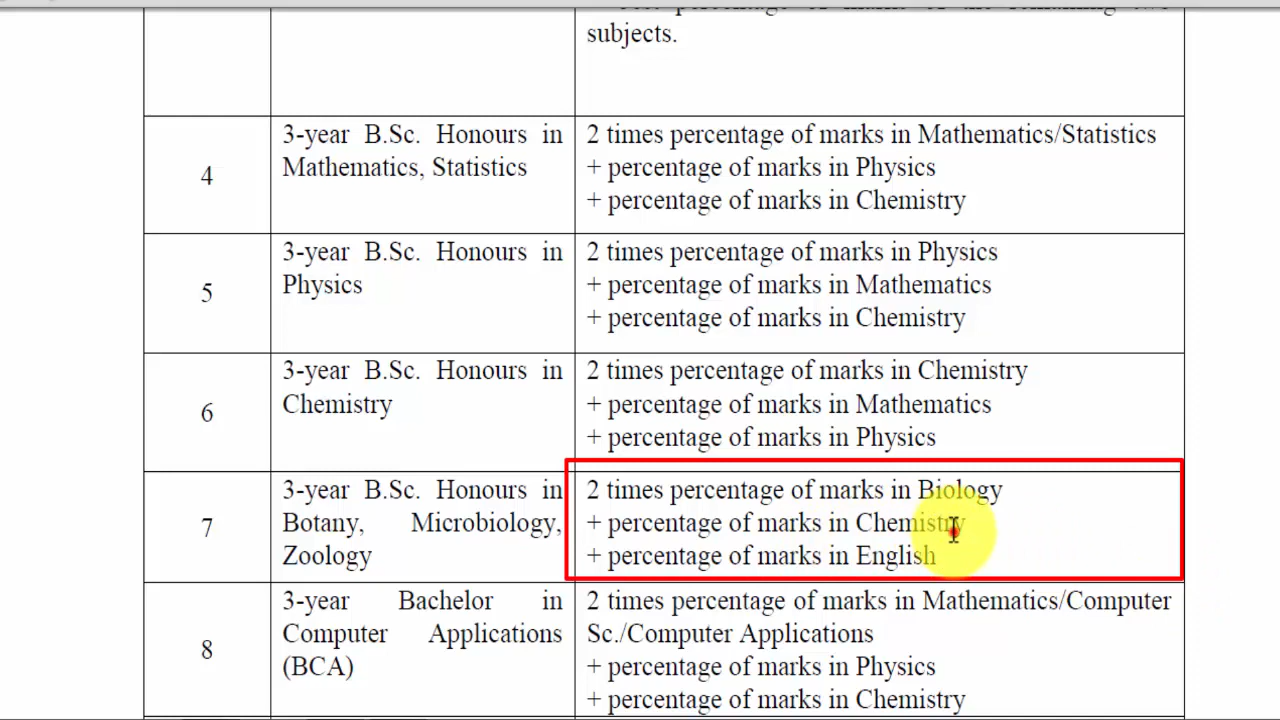 subjects.
4
3-year B.Sc. Honours in
Mathematics, Statistics
2 times percentage of marks in Mathematics/Statistics
+ percentage of marks in Physics
+ percentage of marks in Chemistry
5
3-year B.Sc. Honours in
Physics
2 times percentage of marks in Physics
+ percentage of marks in Mathematics
+ percentage of marks in Chemistry
6
3-year B.Sc. Honours in
Chemistry
2 times percentage of marks in Chemistry
+ percentage of marks in Mathematics
+ percentage of marks in Physics
7
3-year B.Sc. Honours in
Botany, Microbiology,
Zoology
2 times percentage of marks in Biology
+ percentage of marks in Chemistry
+ percentage of marks in English
8
3-year Bachelor in
Computer Applications
(BCA)
2 times percentage of marks in Mathematics/Computer
Sc./Computer Applications
+ percentage of marks in Physics
+ percentage of marks in Chemistry